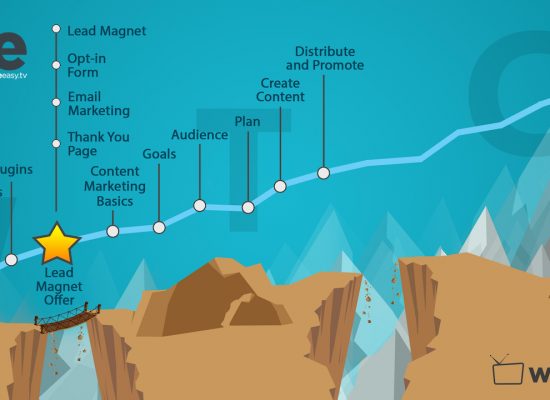 e
easy.tv
Lead Magnet
Opt-in
Form
Email
Marketing
Thank You
Page
Distribute
and Promote
Create
Content
Plan
Audience
Goals
Content
Marketing
Basics
Lead
Magnet
Offer
T